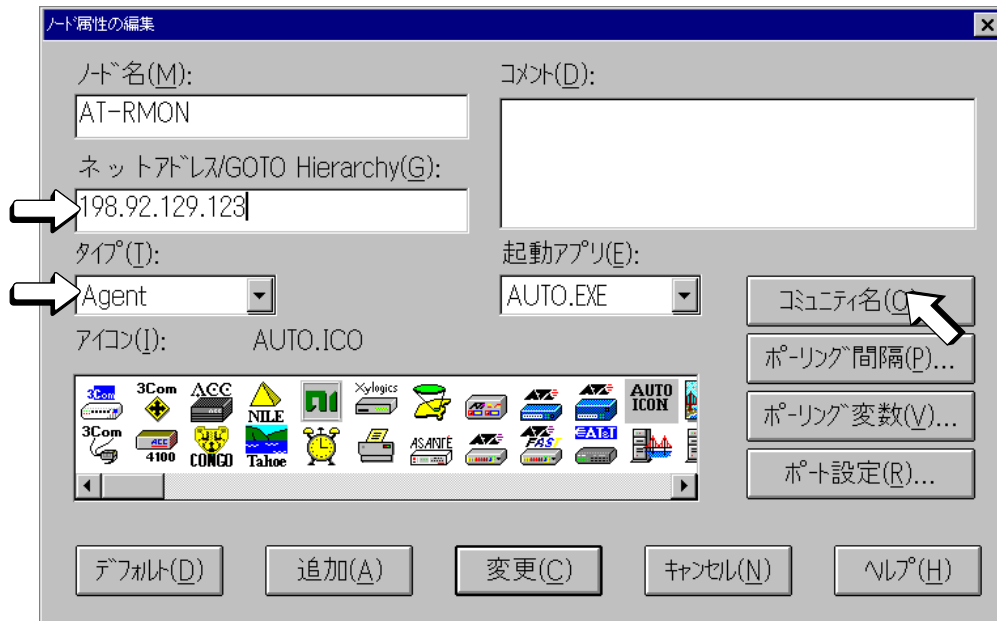 ノード属性の編集
ノード名(M):
AT-RMON
コメント(D):
ネットアドレス/GOTO Hierarchy(G):
198.92.129.123
タイプ(T):
Agent
起動アプリ(E):
AUTO.EXE
コミュニティ名(O)
アイコン(I):
AUTO.ICO
ポーリング間隔(P)...
ポーリング変数(V)...
ポート設定(R)...
3Com
3Com
ACC
NILE
Xylogics
AUTO
ICON
3Com
ACC
4100
CONGO
Tahoe
ASANTE
FAST
AT&T
デフォルト(D)
追加(A)
変更(C)
キャンセル(N)
ヘルプ(H)